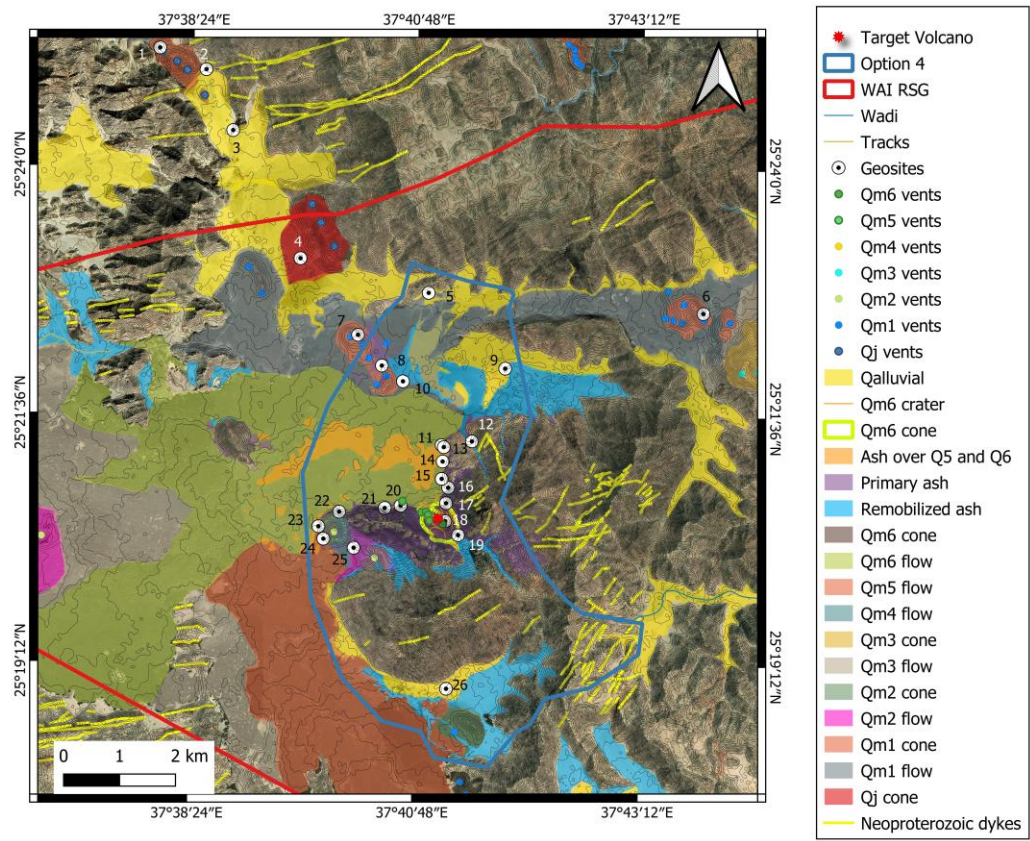 37°38′24″E 37°40′48″E 37°43′12″E
1
2
3
25°24′0″N 25°24′0″N
4
5
6
7
8
9
10
25°21′36″N 25°21′36″N
11
12
13
14
15
16
17
18
19
20
21
22
23
24
25
25°19′12″N 25°19′12″N
26
0 1 2 km
37°38′24″E 37°40′48″E 37°43′12″E
Target Volcano
Option 4
WAI RSG
Wadi
Tracks
Geosites
Qm6 vents
Qm5 vents
Qm4 vents
Qm3 vents
Qm2 vents
Qm1 vents
Qj vents
Qalluvial
Qm6 crater
Qm6 cone
Ash over Q5 and Q6
Primary ash
Remobilized ash
Qm6 cone
Qm6 flow
Qm5 flow
Qm4 flow
Qm3 cone
Qm3 flow
Qm2 cone
Qm2 flow
Qm1 cone
Qm1 flow
Qj cone
Neoproterozoic dykes